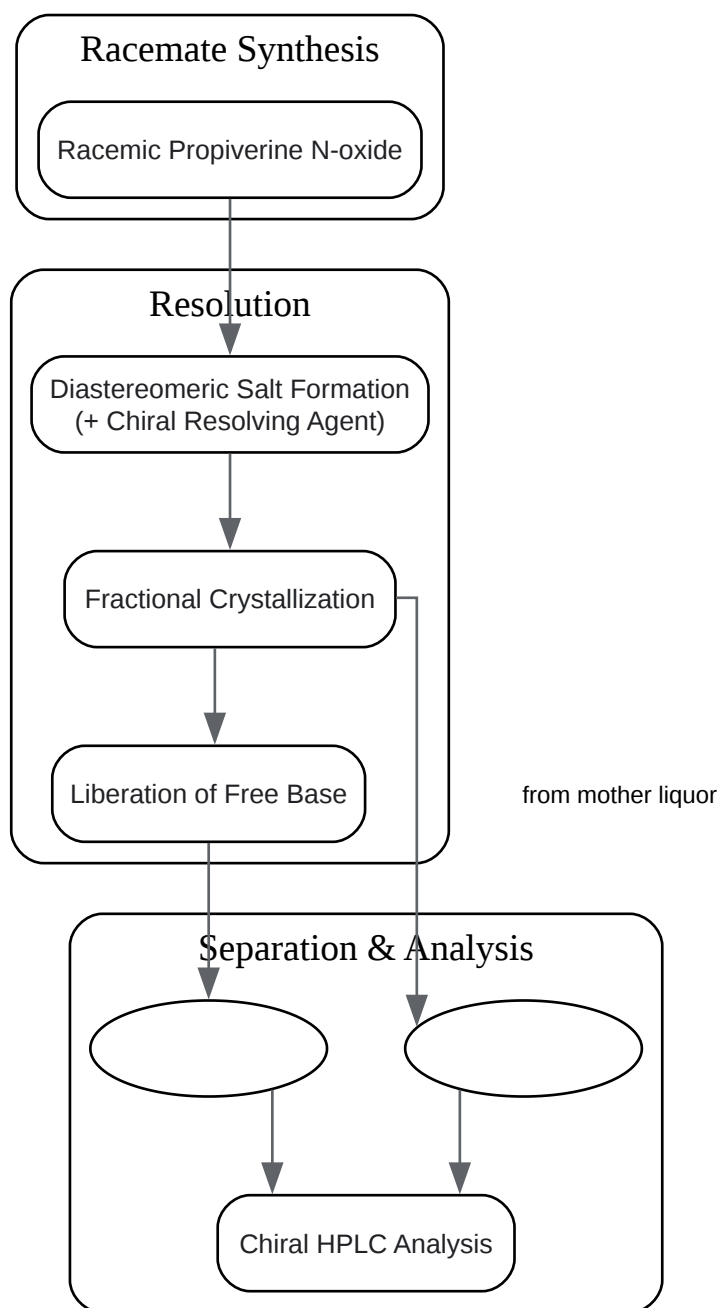 Racemate Synthesis
Racemic Propiverine N-oxide
Resolution
Diastereomeric Salt Formation
(+ Chiral Resolving Agent)
Fractional Crystallization
Liberation of Free Base
from mother liquor
Separation & Analysis
Chiral HPLC Analysis